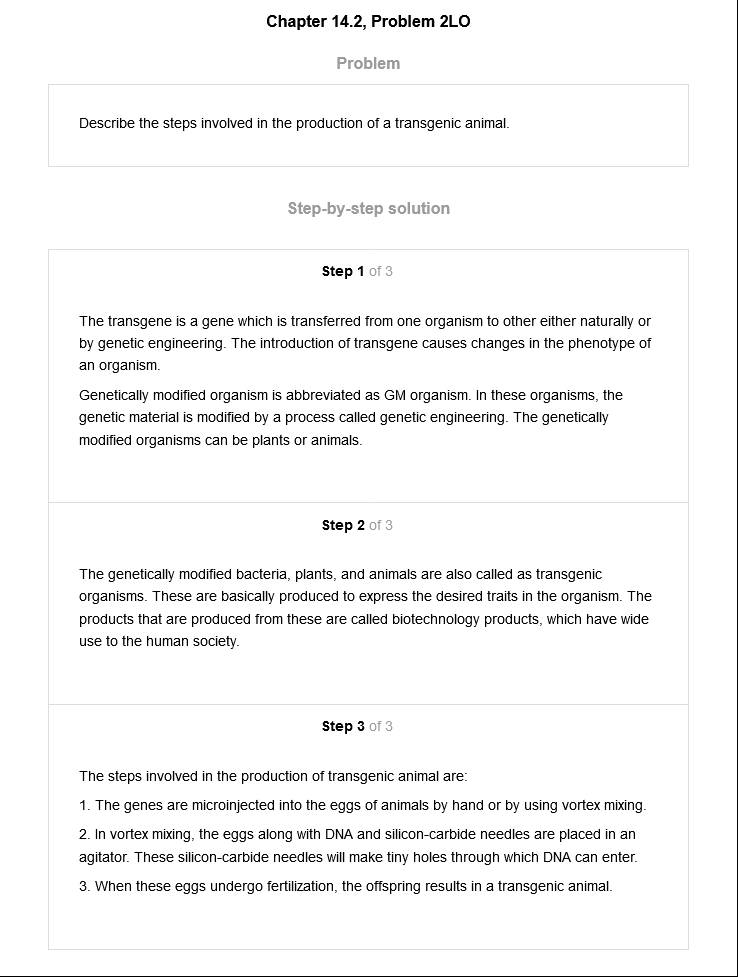 Chapter 14.2, Problem 2LO
Problem
Describe the steps involved in the production of a transgenic animal.
Step-by-step solution
Step 1 of 3
The transgene is a gene which is transferred from one organism to other either naturally or
by genetic engineering. The introduction of transgene causes changes in the phenotype of
an organism.
Genetically modified organism is abbreviated as GM organism. In these organisms, the
genetic material is modified by a process called genetic engineering. The genetically
modified organisms can be plants or animals.
Step 2 of 3
The genetically modified bacteria, plants, and animals are also called as transgenic
organisms. These are basically produced to express the desired traits in the organism. The
products that are produced from these are called biotechnology products, which have wide
use to the human society.
Step 3 of 3
The steps involved in the production of transgenic animal are:
1. The genes are microinjected into the eggs of animals by hand or by using vortex mixing.
2. In vortex mixing, the eggs along with DNA and silicon-carbide needles are placed in an
agitator. These silicon-carbide needles will make tiny holes through which DNA can enter.
3. When these eggs undergo fertilization, the offspring results in a transgenic animal.